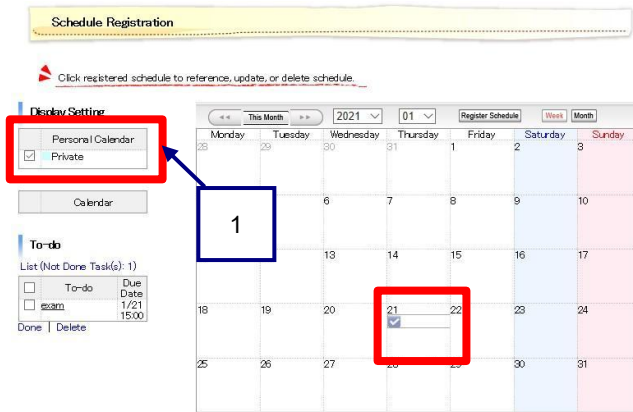 Schedule Registration
Click registered schedule to reference, update, or delete schedule.
Display Setting
Personal Calendar
Private
Calendar
To-do
List (Not Done Task(s): 1)
To-do Due Date
exam 1/21 15:00
Done | Delete
<< This Month >> 2021 01 Register Schedule Week Month
Monday Tuesday Wednesday Thursday Friday Saturday Sunday
28 29 30 31 1 2 3
6 7 8 9 10
1
13 14 15 16 17
18 19 20 21 22 23 24
25 26 27 28 29 30 31